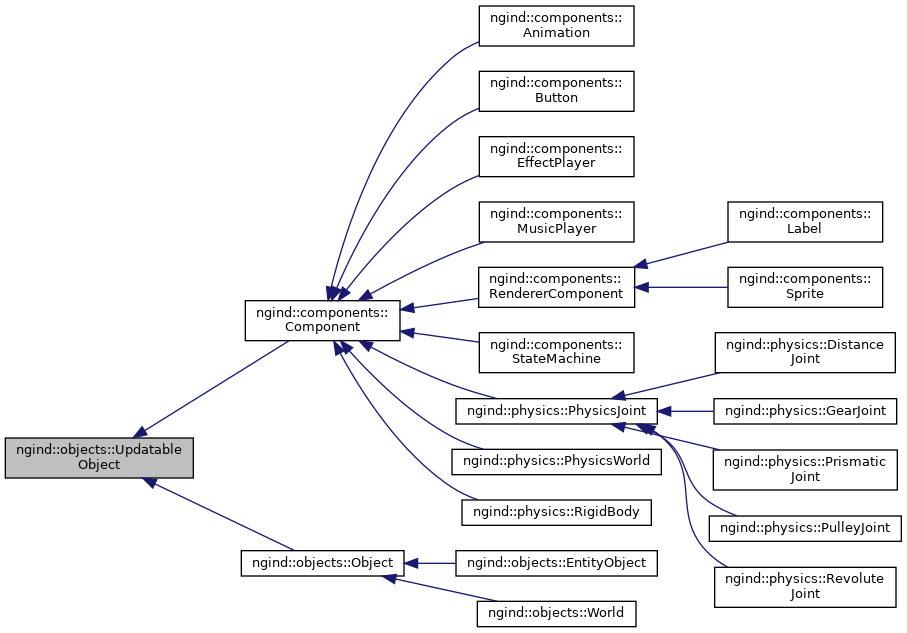 ngind::components::
Animation
ngind::components::
Button
ngind::components::
EffectPlayer
ngind::components::
MusicPlayer
ngind::components::
Label
ngind::components::
RendererComponent
ngind::components::
Sprite
ngind::components::
Component
ngind::components::
StateMachine
ngind::physics::Distance
Joint
ngind::physics::PhysicsJoint
ngind::physics::GearJoint
ngind::objects::Updatable
Object
ngind::physics::PhysicsWorld
ngind::physics::Prismatic
Joint
ngind::physics::RigidBody
ngind::physics::PulleyJoint
ngind::objects::Object
ngind::objects::EntityObject
ngind::physics::Revolute
Joint
ngind::objects::World